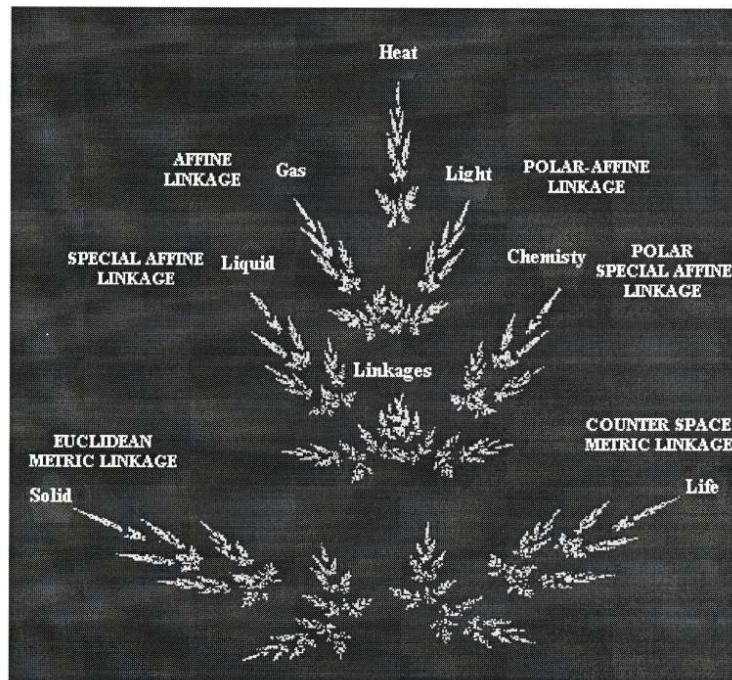 Heat
AFFINE
LINKAGE
Gas
Light
POLAR-AFFINE
LINKAGE
SPECIAL AFFINE
LINKAGE
Liquid
Chemisty
POLAR
SPECIAL AFFINE
LINKAGE
Linkages
EUCLIDEAN
METRIC LINKAGE
Solid
COUNTER SPACE
METRIC LINKAGE
Life